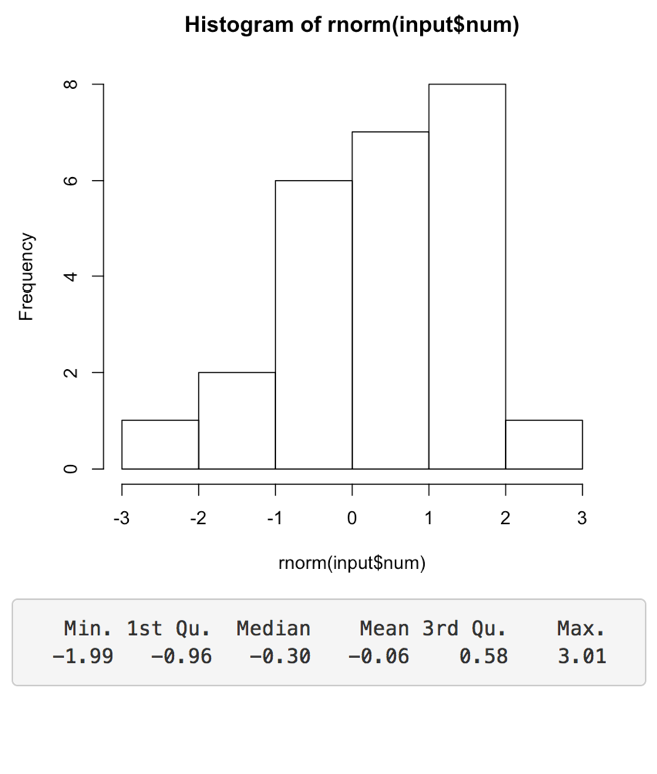 Histogram of rnorm(input$num)
8
6
4
2
0
Frequency
-3 -2 -1 0 1 2 3
rnorm(input$num)
Min. 1st Qu. Median Mean 3rd Qu. Max.
-1.99 -0.96 -0.30 -0.06 0.58 3.01